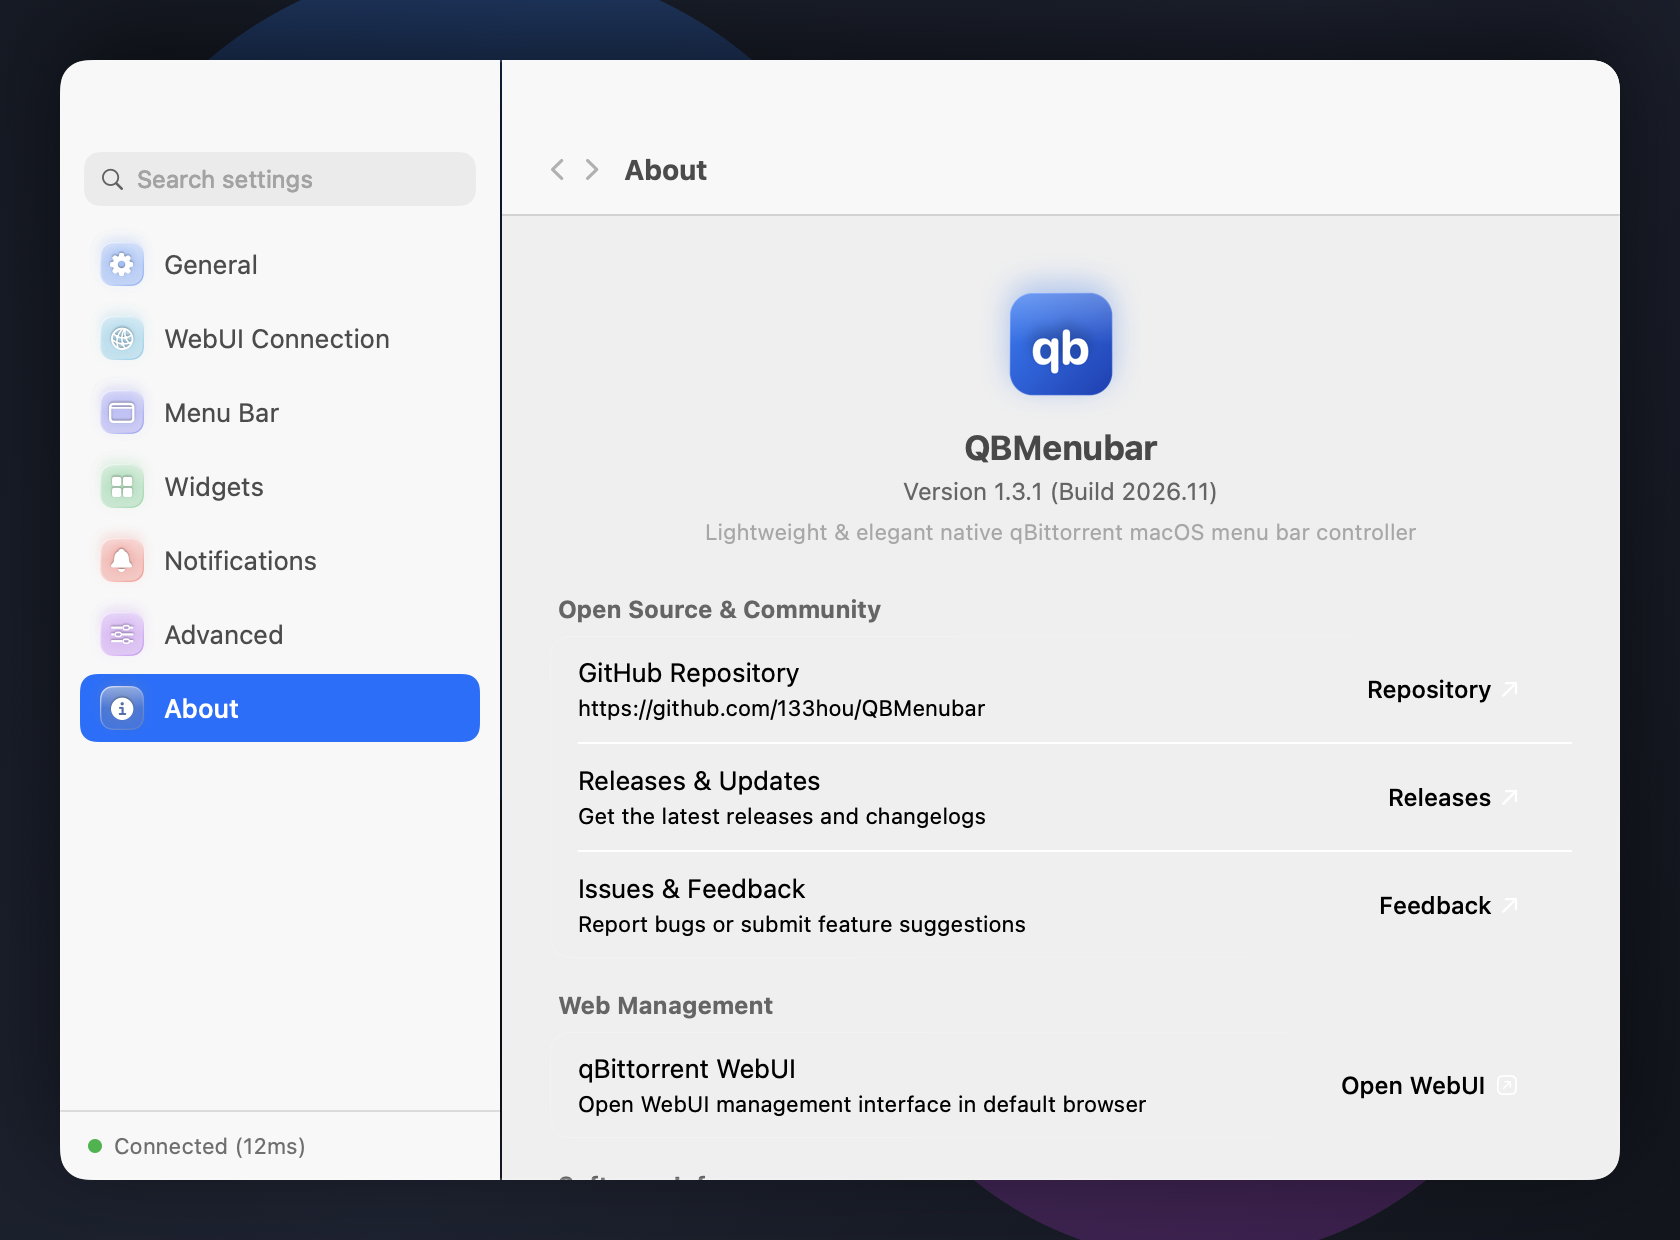 Search settings
General
WebUI Connection
Menu Bar
Widgets
Notifications
Advanced
About
Connected (12ms)
About
qb
QBMenubar
Version 1.3.1 (Build 2026.11)
Lightweight & elegant native qBittorrent macOS menu bar controller
Open Source & Community
GitHub Repository
https://github.com/133hou/QBMenubar
Repository
Releases & Updates
Get the latest releases and changelogs
Releases
Issues & Feedback
Report bugs or submit feature suggestions
Feedback
Web Management
qBittorrent WebUI
Open WebUI management interface in default browser
Open WebUI